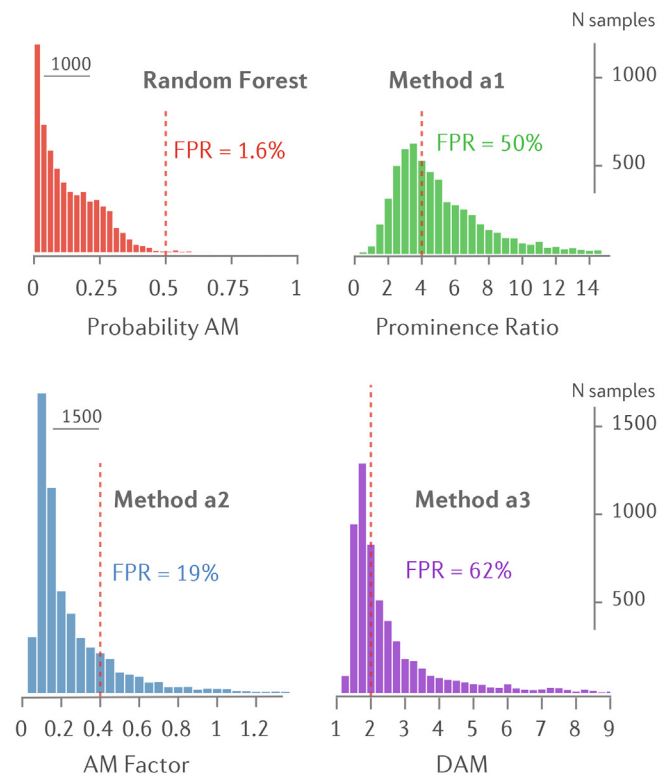 N samples
1000
Random Forest
Method a1
1000
FPR = 1.6%
FPR = 50%
500
0 0.25 0.5 0.75 1
0 2 4 6 8 10 12 14
Probability AM
Prominence Ratio
N samples
1500
1500
Method a2
Method a3
1000
FPR = 19%
FPR = 62%
500
0 0.2 0.4 0.6 0.8 1 1.2
1 2 3 4 5 6 7 8 9
AM Factor
DAM